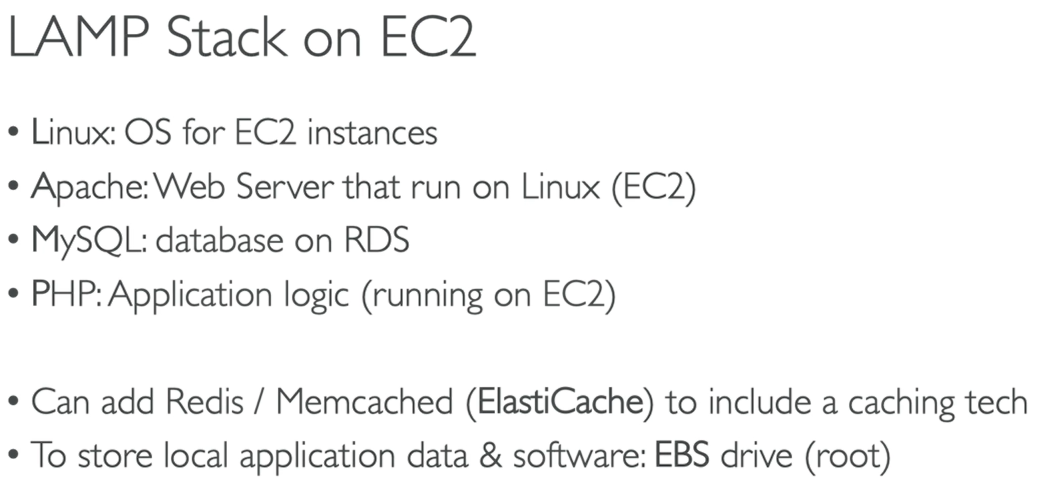 LAMP Stack on EC2
• Linux: OS for EC2 instances
• Apache: Web Server that run on Linux (EC2)
• MySQL: database on RDS
• PHP: Application logic (running on EC2)
• Can add Redis / Memcached (ElastiCache) to include a caching tech
• To store local application data & software: EBS drive (root)